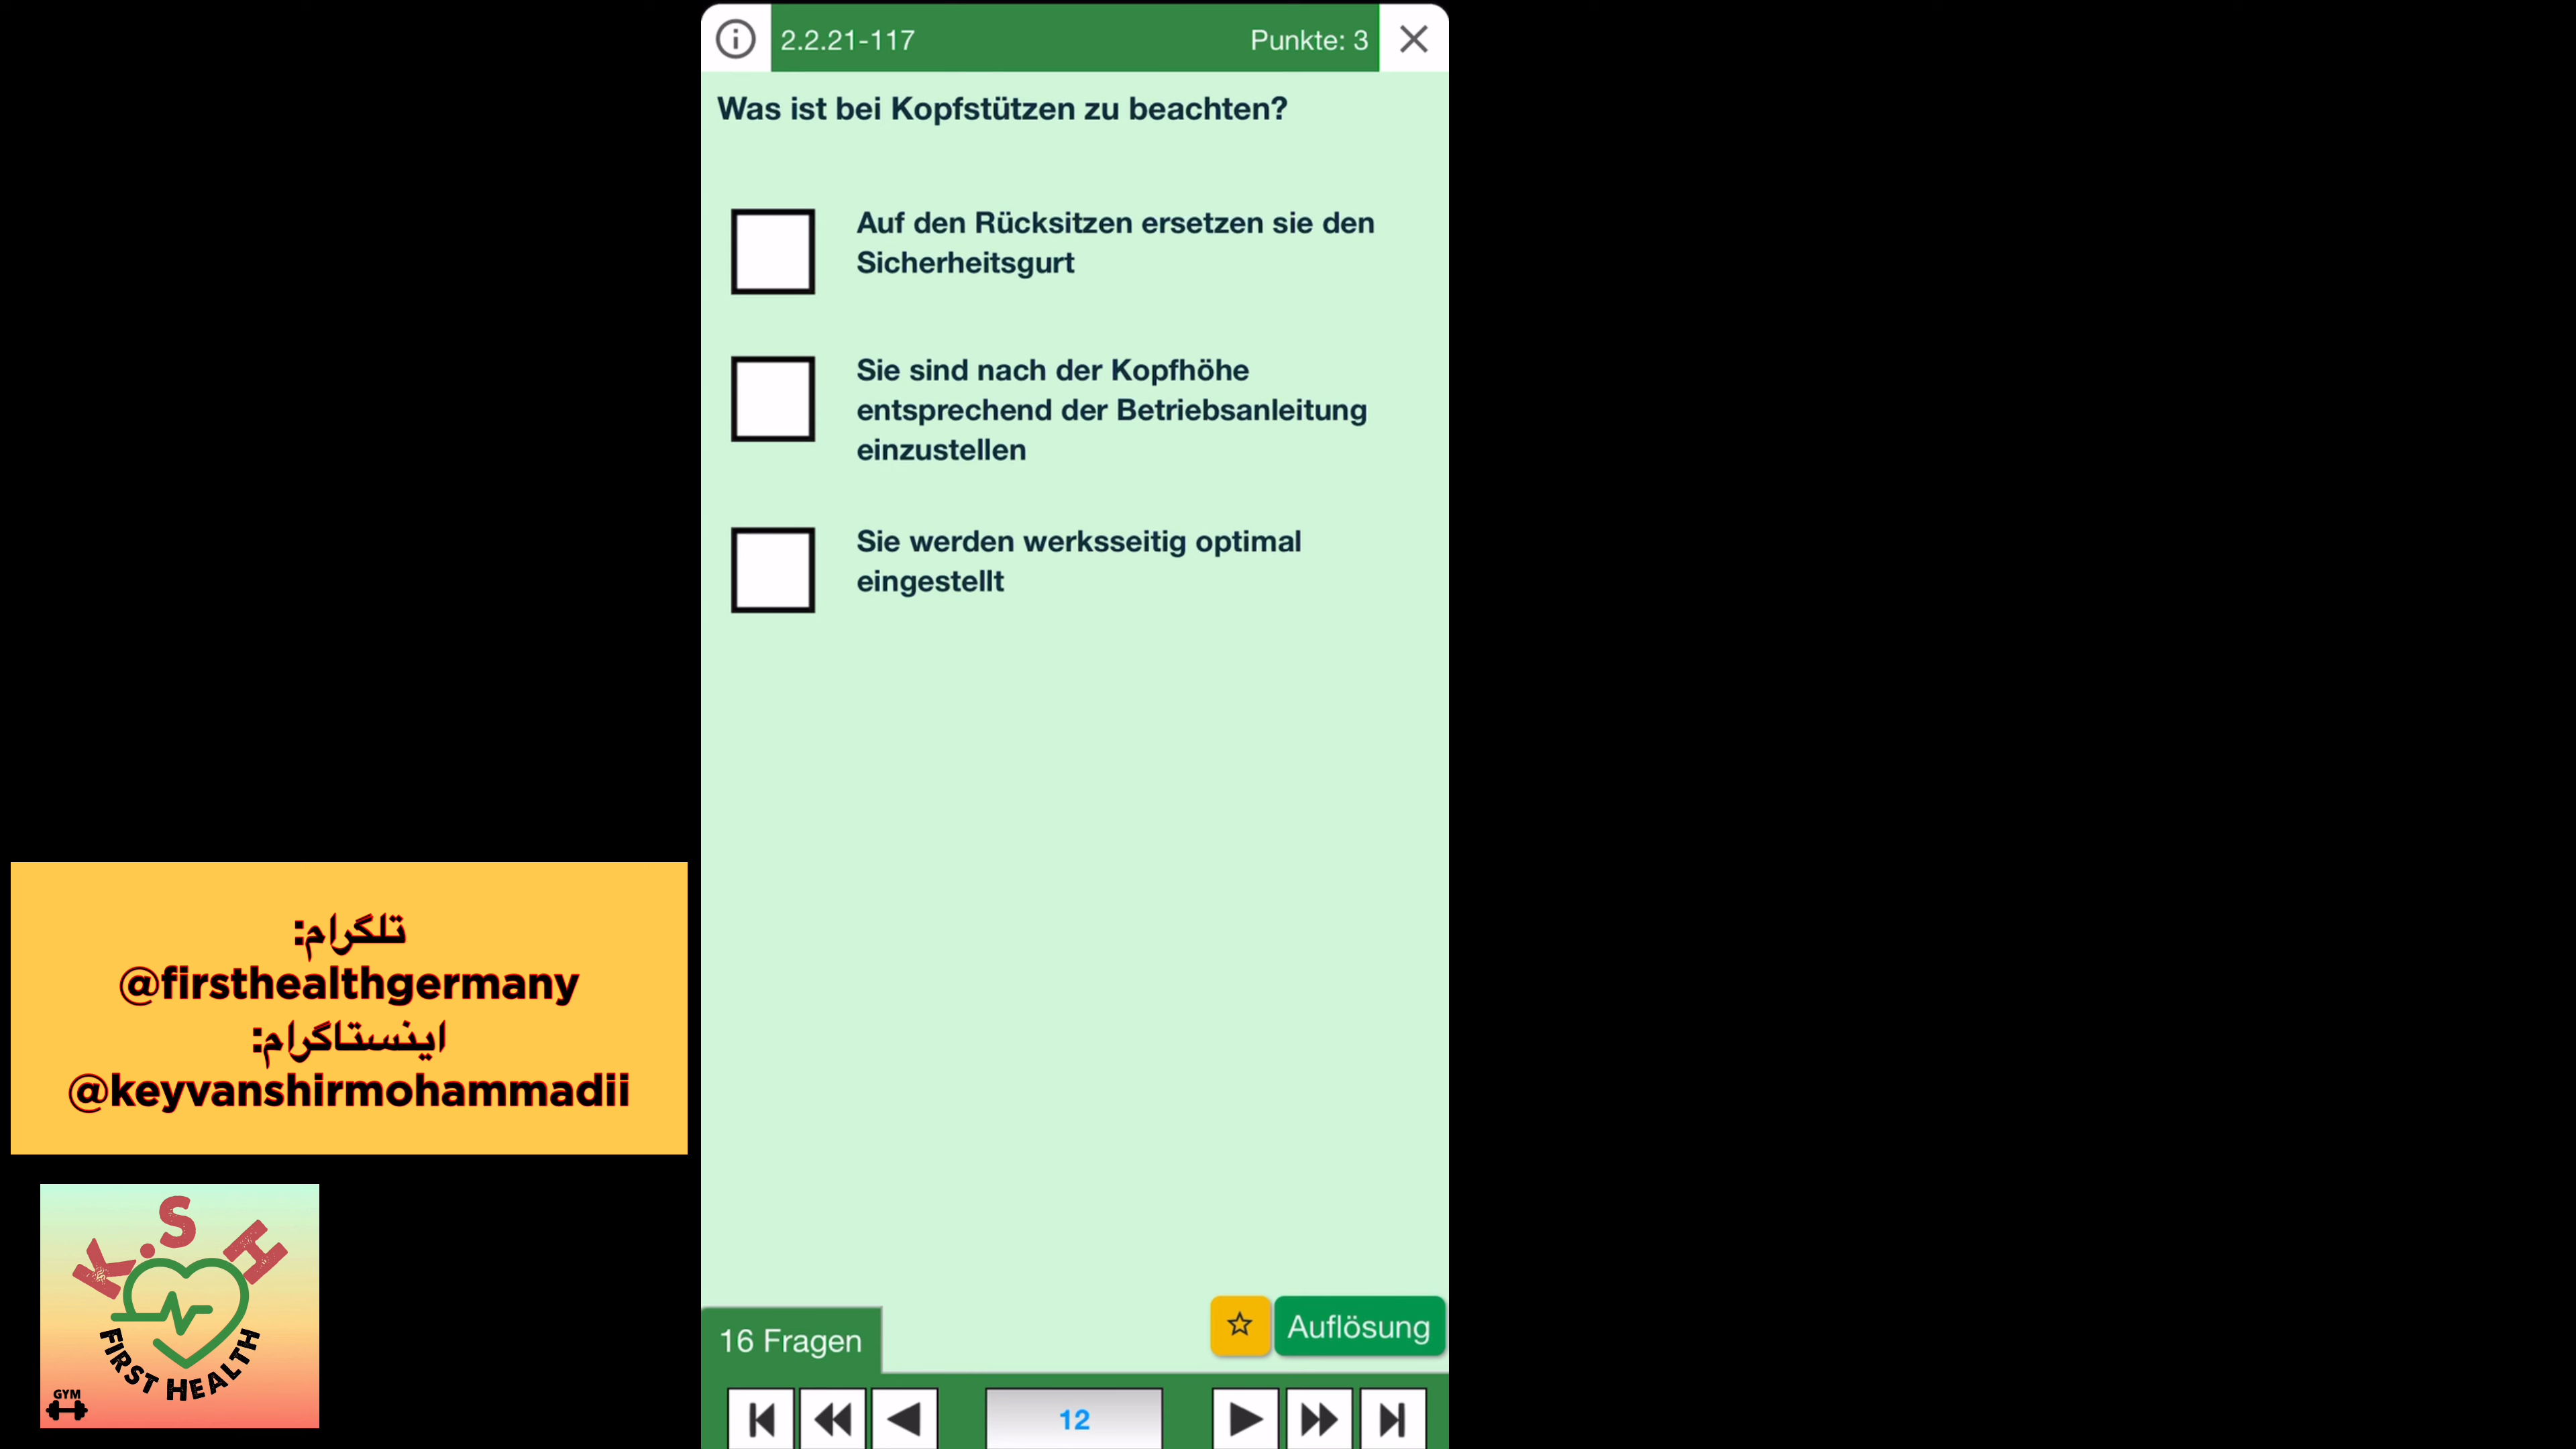 2.2.21-117
Punkte: 3
Was ist bei Kopfstützen zu beachten?
Auf den Rücksitzen ersetzen sie den
Sicherheitsgurt
Sie sind nach der Kopfhöhe
entsprechend der Betriebsanleitung
einzustellen
Sie werden werksseitig optimal
eingestellt
تلگرام:
@firsthealthgermany
اینستاگرام:
@keyvanshirmohammadii
K.SH
FIRST HEALTH
GYM
16 Fragen
Auflösung
12